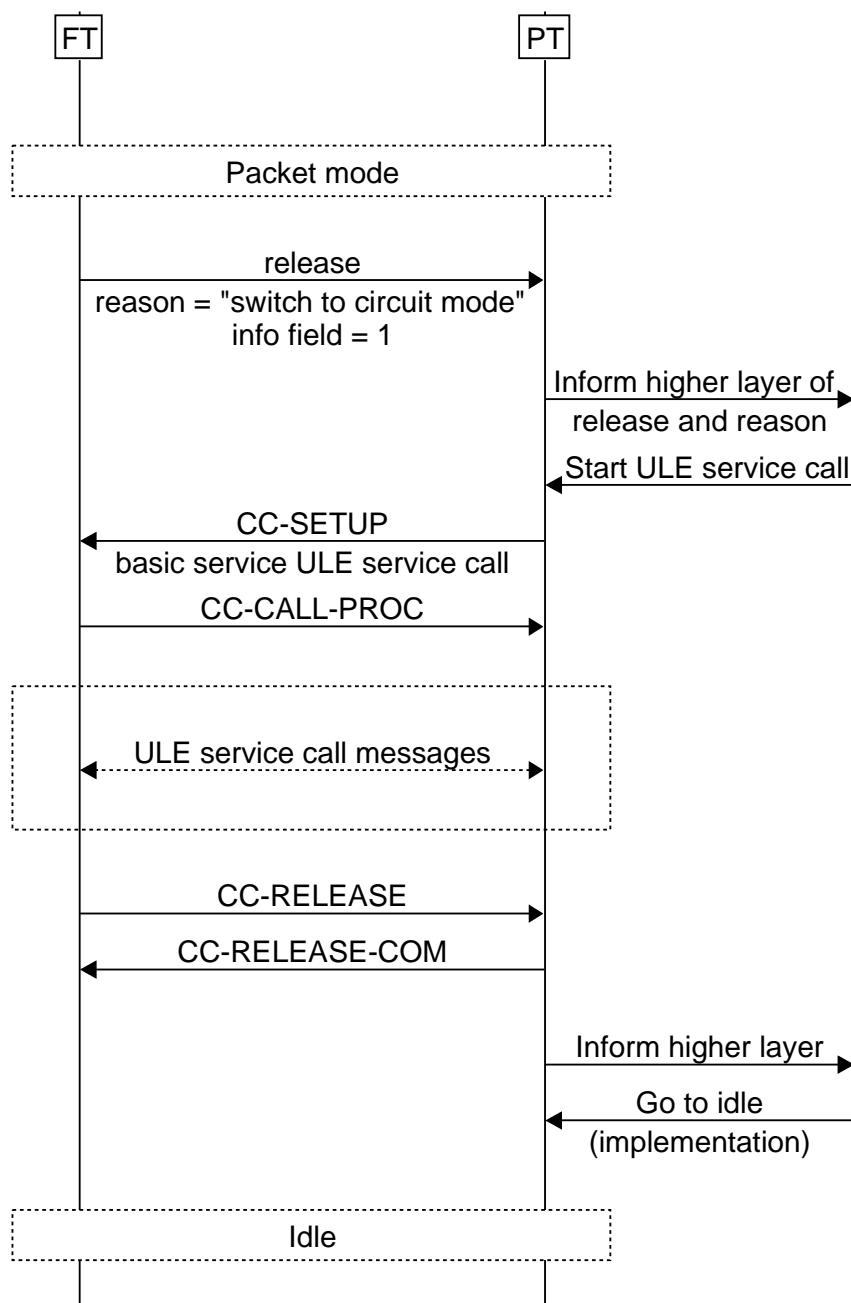 FT
PT
Packet mode
release
reason = "switch to circuit mode"
info field = 1
Inform higher layer of
release and reason
Start ULE service call
CC-SETUP
basic service ULE service call
CC-CALL-PROC
ULE service call messages
CC-RELEASE
CC-RELEASE-COM
Inform higher layer
Go to idle
(implementation)
Idle